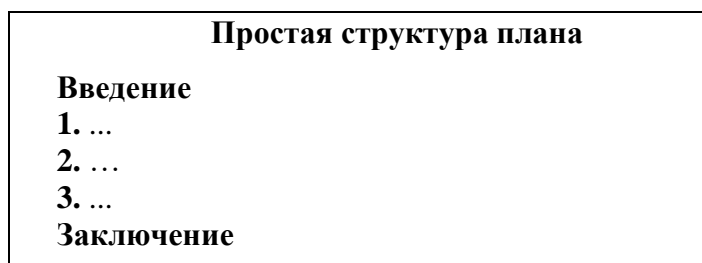 Простая структура плана
Введение
1. ...
2. …
3. ...
Заключение